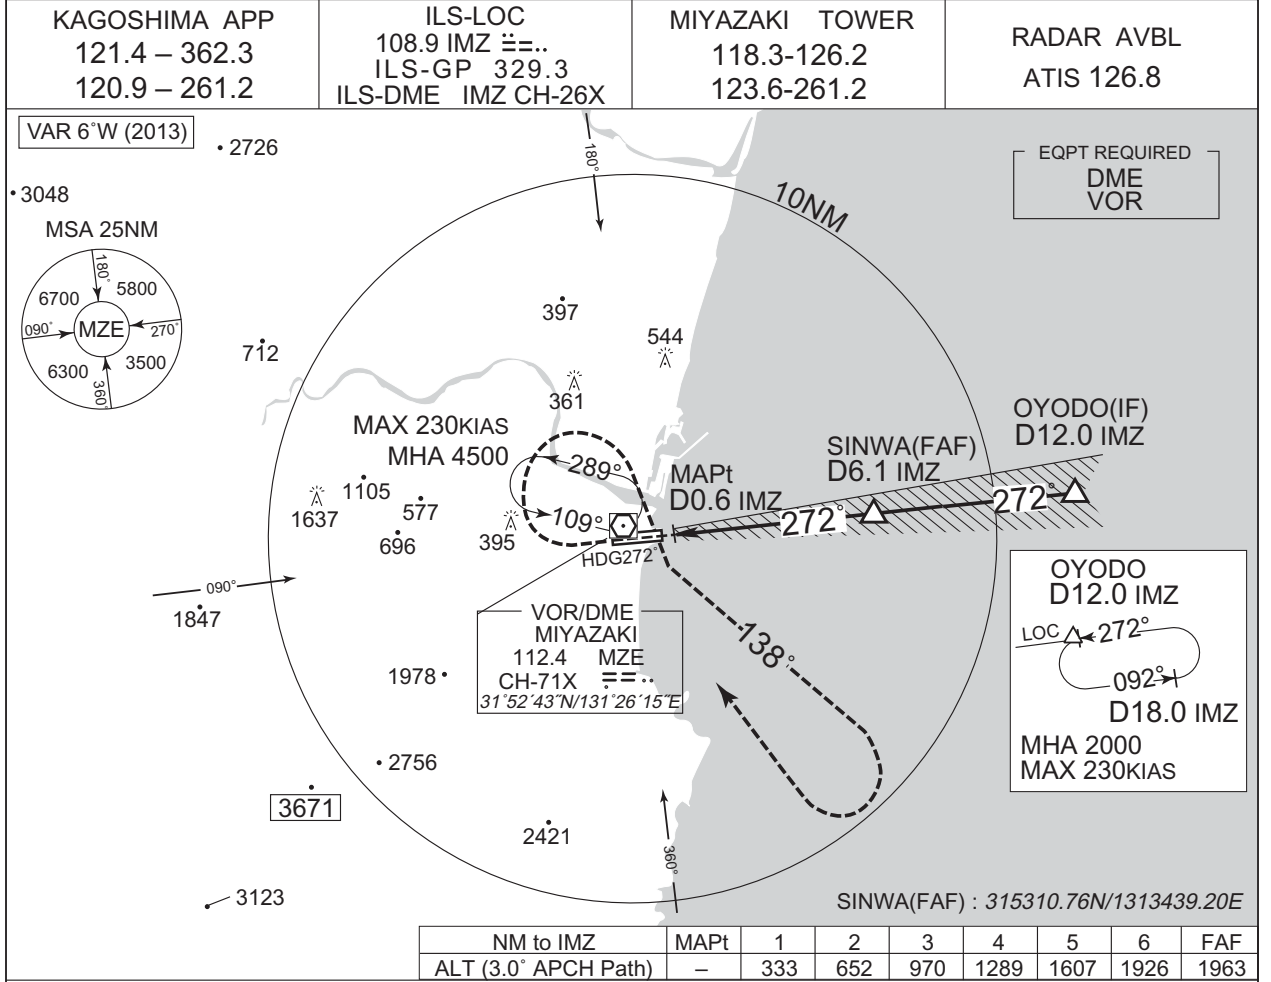 KAGOSHIMA APP
121.4 – 362.3
120.9 – 261.2
ILS-LOC
108.9 IMZ
ILS-GP 329.3
ILS-DME IMZ CH-26X
MIYAZAKI TOWER
118.3-126.2
123.6-261.2
RADAR AVBL
ATIS 126.8
VAR 6°W (2013)
2726
3048
MSA 25NM
180°
6700
5800
090°
MZE
270°
6300
3500
360°
180°
10NM
EQPT REQUIRED
DME
VOR
397
544
712
361
MAX 230KIAS
MHA 4500
289°
109°
1105
1637
577
696
395
HDG272°
MAPt
D0.6 IMZ
SINWA(FAF)
D6.1 IMZ
OYODO(IF)
D12.0 IMZ
272°
272°
090°
1847
VOR/DME
MIYAZAKI
112.4 MZE
CH-71X
31°52´43˝N/131°26´15˝E
138°
OYODO
D12.0 IMZ
LOC
272°
092°
D18.0 IMZ
MHA 2000
MAX 230KIAS
1978
2756
3671
2421
360°
3123
SINWA(FAF) : 315310.76N/1313439.20E
NM to IMZ MAPt 1 2 3 4 5 6 FAF
ALT (3.0° APCH Path) – 333 652 970 1289 1607 1926 1963